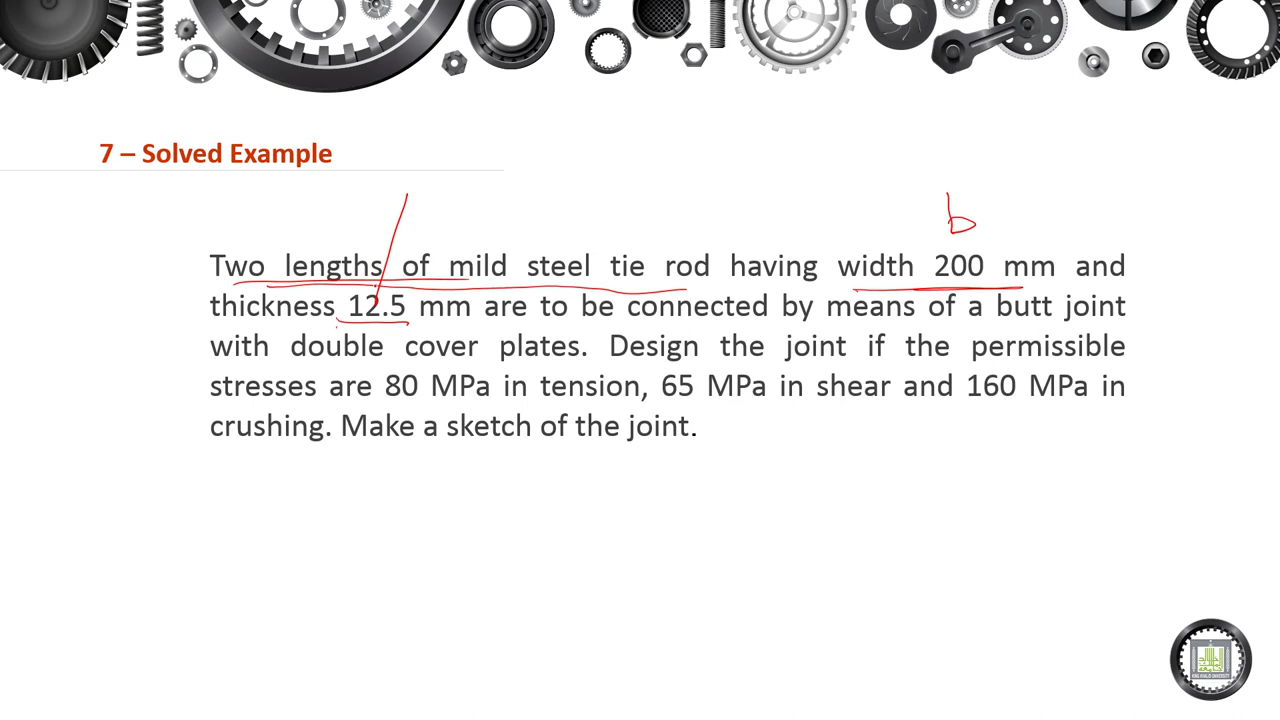 7 – Solved Example
b
Two lengths of mild steel tie rod having width 200 mm and
thickness 12.5 mm are to be connected by means of a butt joint
with double cover plates. Design the joint if the permissible
stresses are 80 MPa in tension, 65 MPa in shear and 160 MPa in
crushing. Make a sketch of the joint.
KING KHALID UNIVERSITY